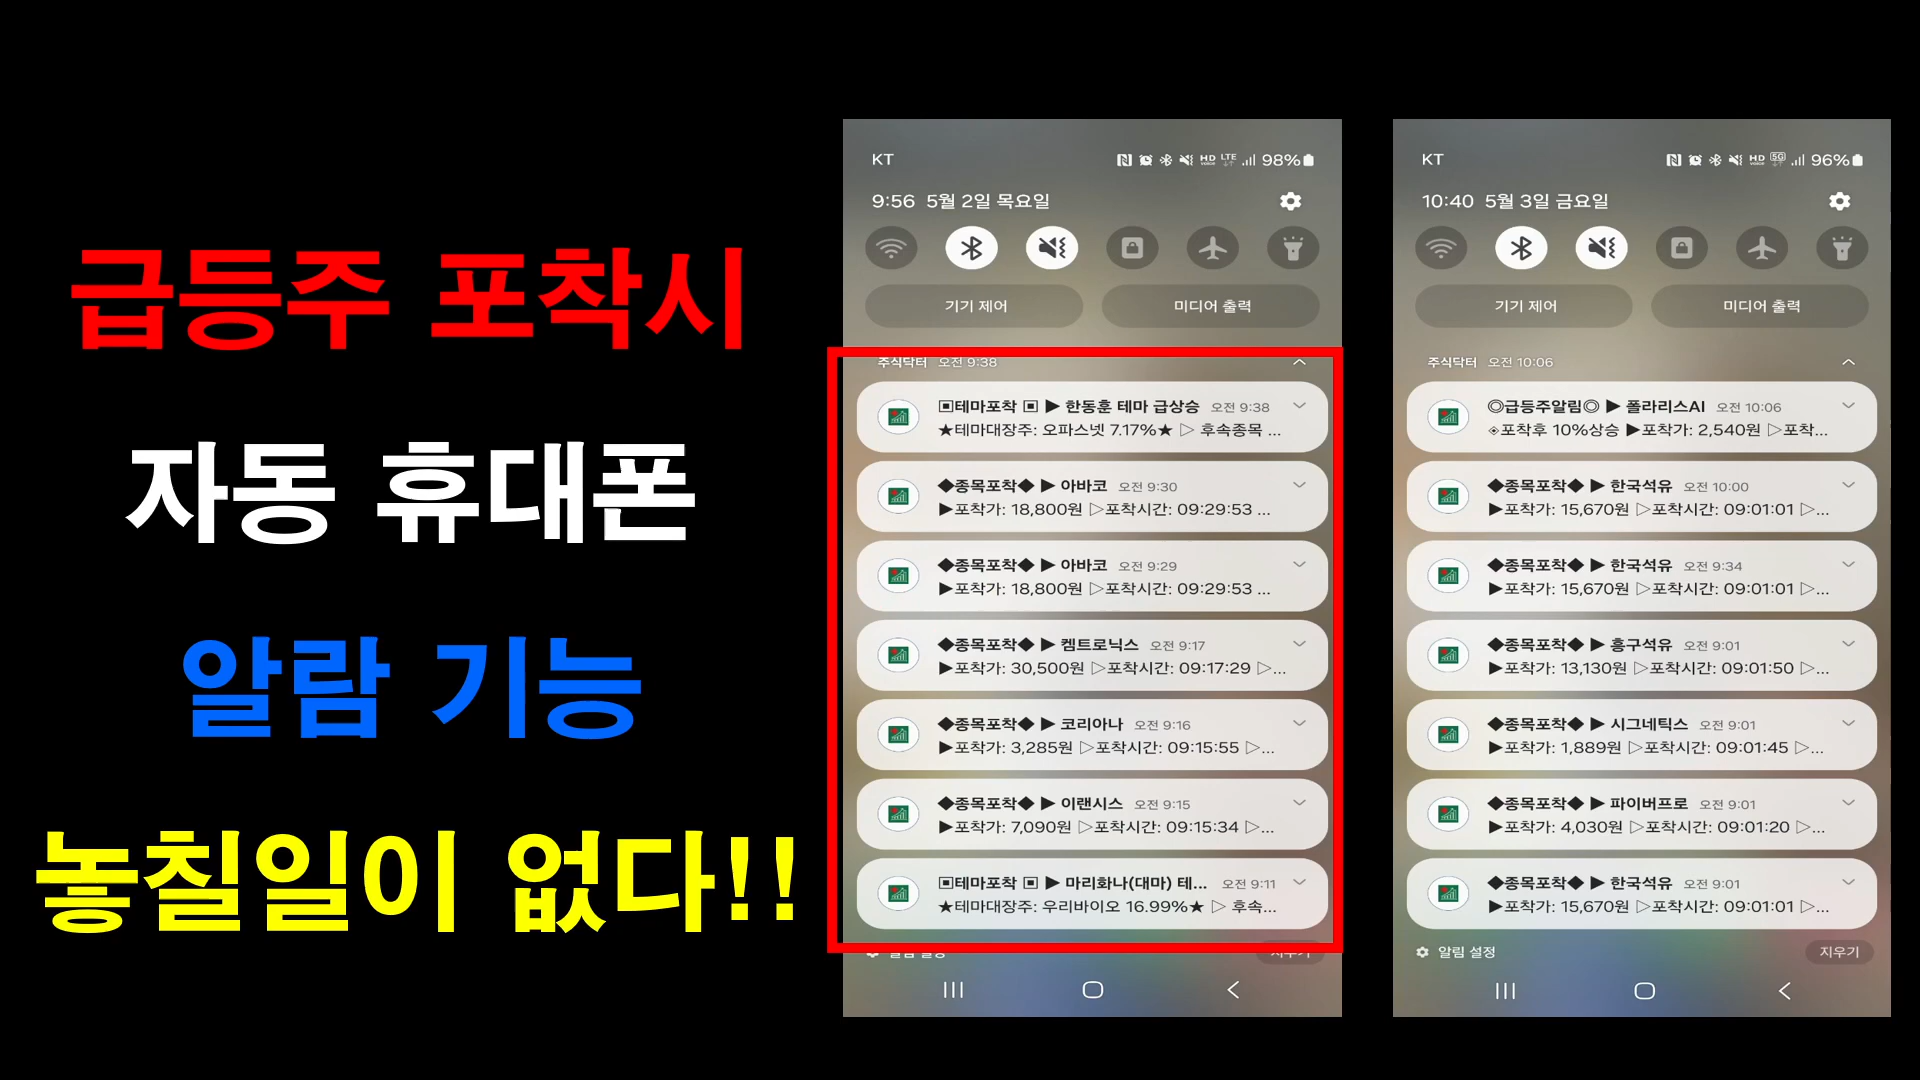 급등주 포착시
자동 휴대폰
알람 기능
놓칠일이 없다!!
KT
HD LTE 98%
9:56 5월 2일 목요일
기기 제어 미디어 출력
주식닥터 오전 9:38
▣테마포착 ▣ ▶ 한동훈 테마 급상승 오전 9:38
★테마대장주: 오파스넷 7.17%★ ▷ 후속종목 ...
◆종목포착◆ ▶ 아바코 오전 9:30
▶포착가: 18,800원 ▷포착시간: 09:29:53 ...
◆종목포착◆ ▶ 아바코 오전 9:29
▶포착가: 18,800원 ▷포착시간: 09:29:53 ...
◆종목포착◆ ▶ 켐트로닉스 오전 9:17
▶포착가: 30,500원 ▷포착시간: 09:17:29 ▷...
◆종목포착◆ ▶ 코리아나 오전 9:16
▶포착가: 3,285원 ▷포착시간: 09:15:55 ▷...
◆종목포착◆ ▶ 이랜시스 오전 9:15
▶포착가: 7,090원 ▷포착시간: 09:15:34 ▷...
▣테마포착 ▣ ▶ 마리화나(대마) 테... 오전 9:11
★테마대장주: 우리바이오 16.99%★ ▷ 후속...
KT
HD 5G 96%
10:40 5월 3일 금요일
기기 제어 미디어 출력
주식닥터 오전 10:06
◎급등주알림◎ ▶ 폴라리스AI 오전 10:06
◈포착후 10%상승 ▶포착가: 2,540원 ▷포착...
◆종목포착◆ ▶ 한국석유 오전 10:00
▶포착가: 15,670원 ▷포착시간: 09:01:01 ▷...
◆종목포착◆ ▶ 한국석유 오전 9:34
▶포착가: 15,670원 ▷포착시간: 09:01:01 ▷...
◆종목포착◆ ▶ 흥구석유 오전 9:01
▶포착가: 13,130원 ▷포착시간: 09:01:50 ▷...
◆종목포착◆ ▶ 시그네틱스 오전 9:01
▶포착가: 1,889원 ▷포착시간: 09:01:45 ▷...
◆종목포착◆ ▶ 파이버프로 오전 9:01
▶포착가: 4,030원 ▷포착시간: 09:01:20 ▷...
◆종목포착◆ ▶ 한국석유 오전 9:01
▶포착가: 15,670원 ▷포착시간: 09:01:01 ▷...
알림 설정 지우기